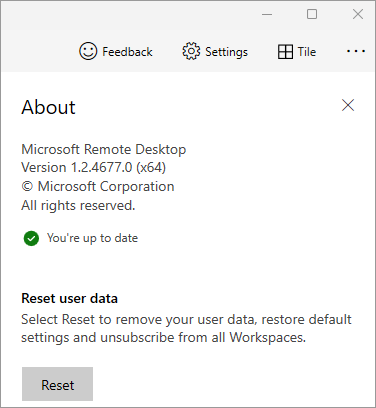 Feedback Settings Tile
About
Microsoft Remote Desktop
Version 1.2.4677.0 (x64)
© Microsoft Corporation
All rights reserved.
You're up to date
Reset user data
Select Reset to remove your user data, restore default
settings and unsubscribe from all Workspaces.
Reset